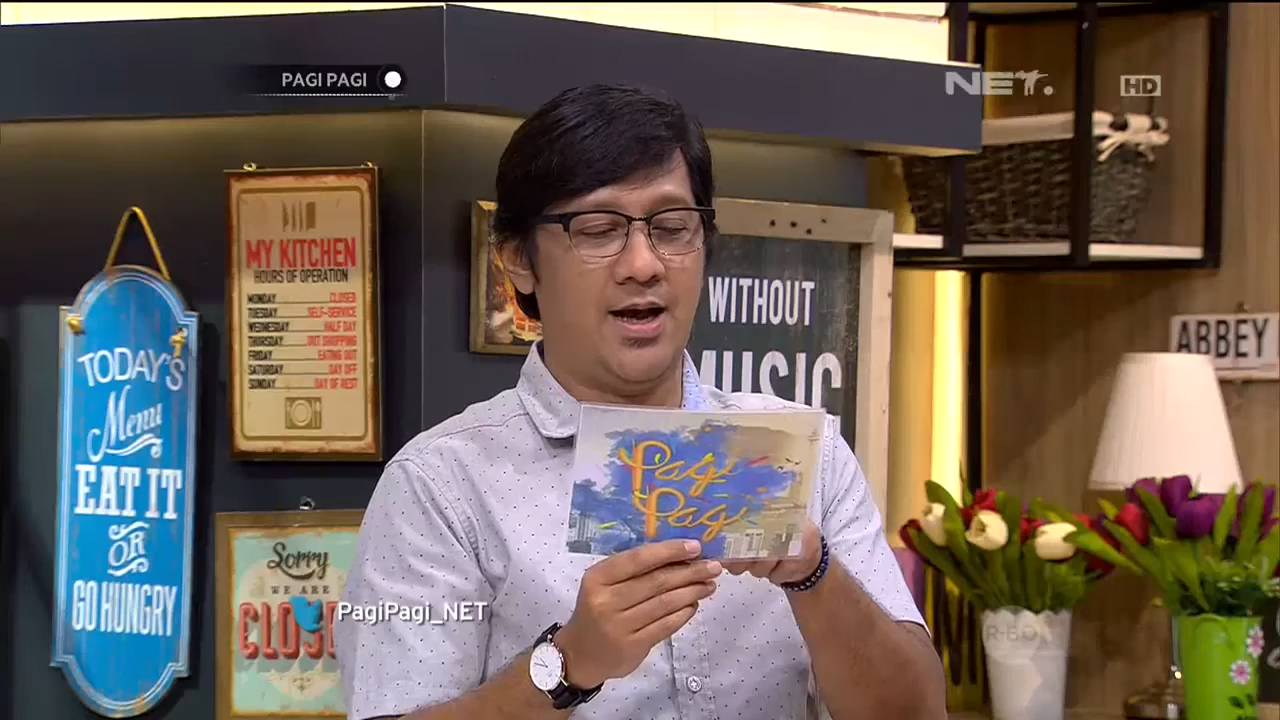 PAGI PAGI
NET.
HD
MY KITCHEN
HOURS OF OPERATION
MONDAY CLOSED
TUESDAY SELF-SERVICE
WEDNESDAY HALF DAY
THURSDAY OUT SHOPPING
FRIDAY EATING OUT
SATURDAY DAY OFF
SUNDAY DAY OF REST
TODAY'S
Menu
EAT IT
OR
GO HUNGRY
Sorry
WE ARE
PagiPagi_NET
Pagi
Pagi
WITHOUT
MUSIC
ABBEY